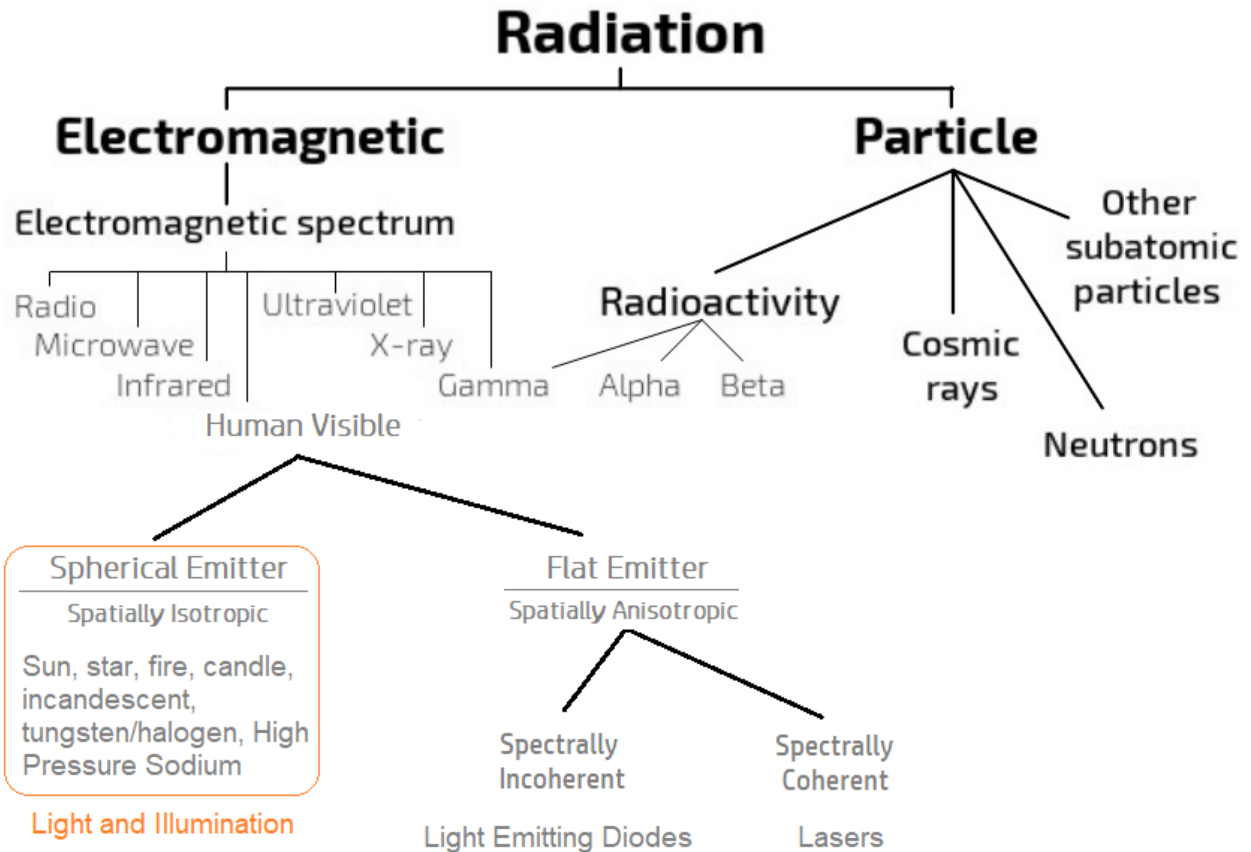 Radiation
Electromagnetic
Particle
Electromagnetic spectrum
Other
subatomic
particles
Radio
Ultraviolet
Radioactivity
Microwave
X-ray
Cosmic
rays
Infrared
Gamma
Alpha
Beta
Human Visible
Neutrons
Spherical Emitter
Spatially Isotropic
Sun, star, fire, candle,
incandescent,
tungsten/halogen, High
Pressure Sodium
Light and Illumination
Flat Emitter
Spatially Anisotropic
Spectrally
Incoherent
Light Emitting Diodes
Spectrally
Coherent
Lasers